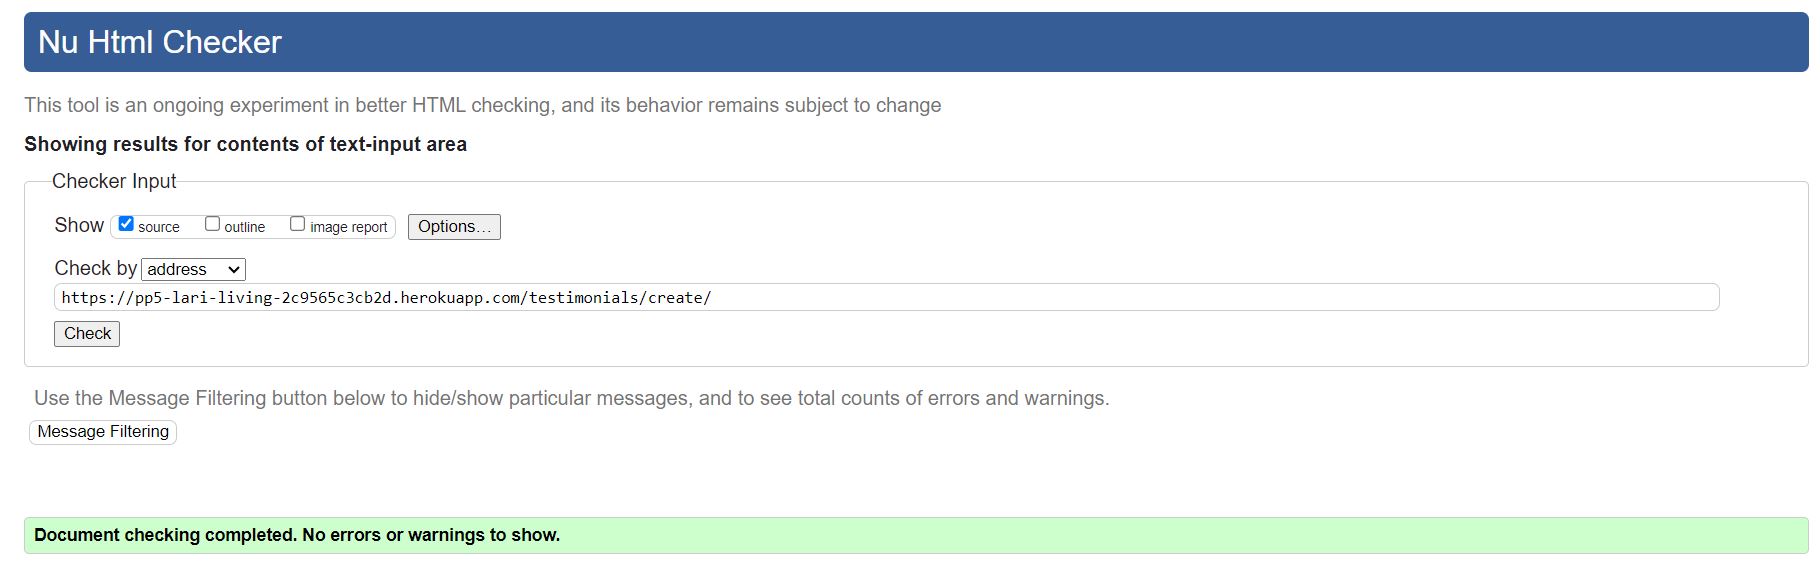 Nu Html Checker
This tool is an ongoing experiment in better HTML checking, and its behavior remains subject to change
Showing results for contents of text-input area
Checker Input
Show source outline image report Options...
Check by address
https://pp5-lari-living-2c9565c3cb2d.herokuapp.com/testimonials/create/
Check
Use the Message Filtering button below to hide/show particular messages, and to see total counts of errors and warnings.
Message Filtering
Document checking completed. No errors or warnings to show.